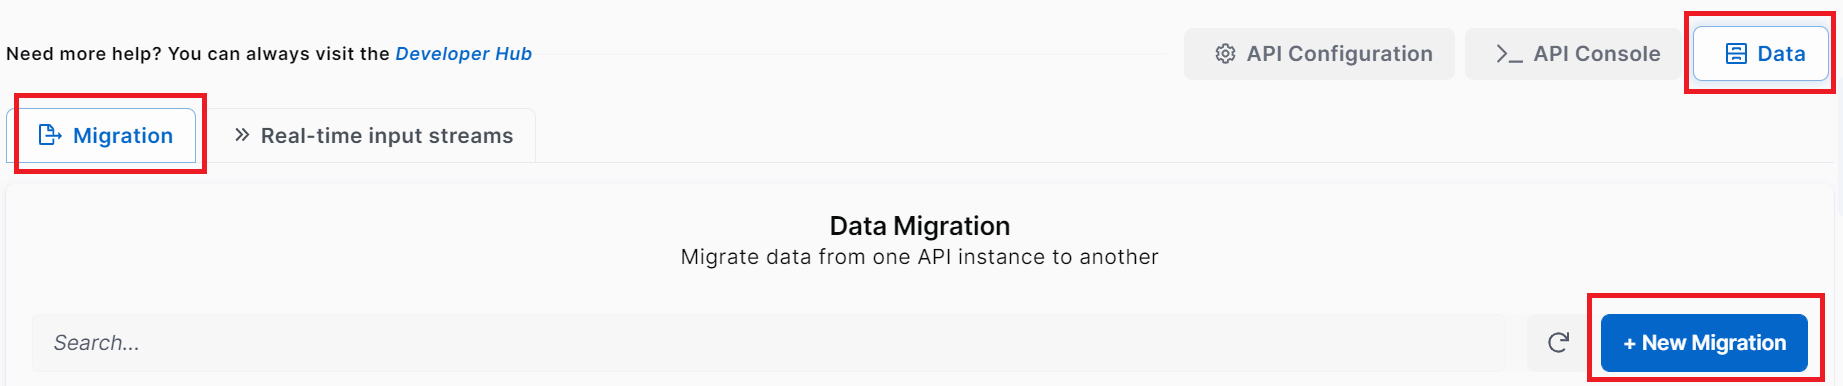 Need more help? You can always visit the Developer Hub
API Configuration
API Console
Data
Migration
Real-time input streams
Data Migration
Migrate data from one API instance to another
Search...
+ New Migration